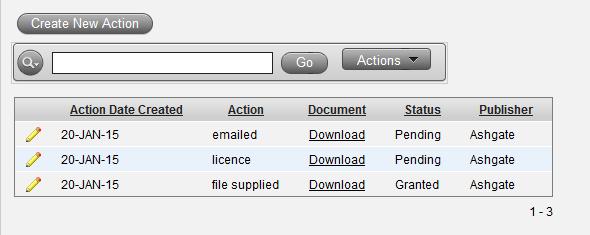 Create New Action
Go Actions
Action Date Created Action Document Status Publisher
20-JAN-15 emailed Download Pending Ashgate
20-JAN-15 licence Download Pending Ashgate
20-JAN-15 file supplied Download Granted Ashgate
1 - 3